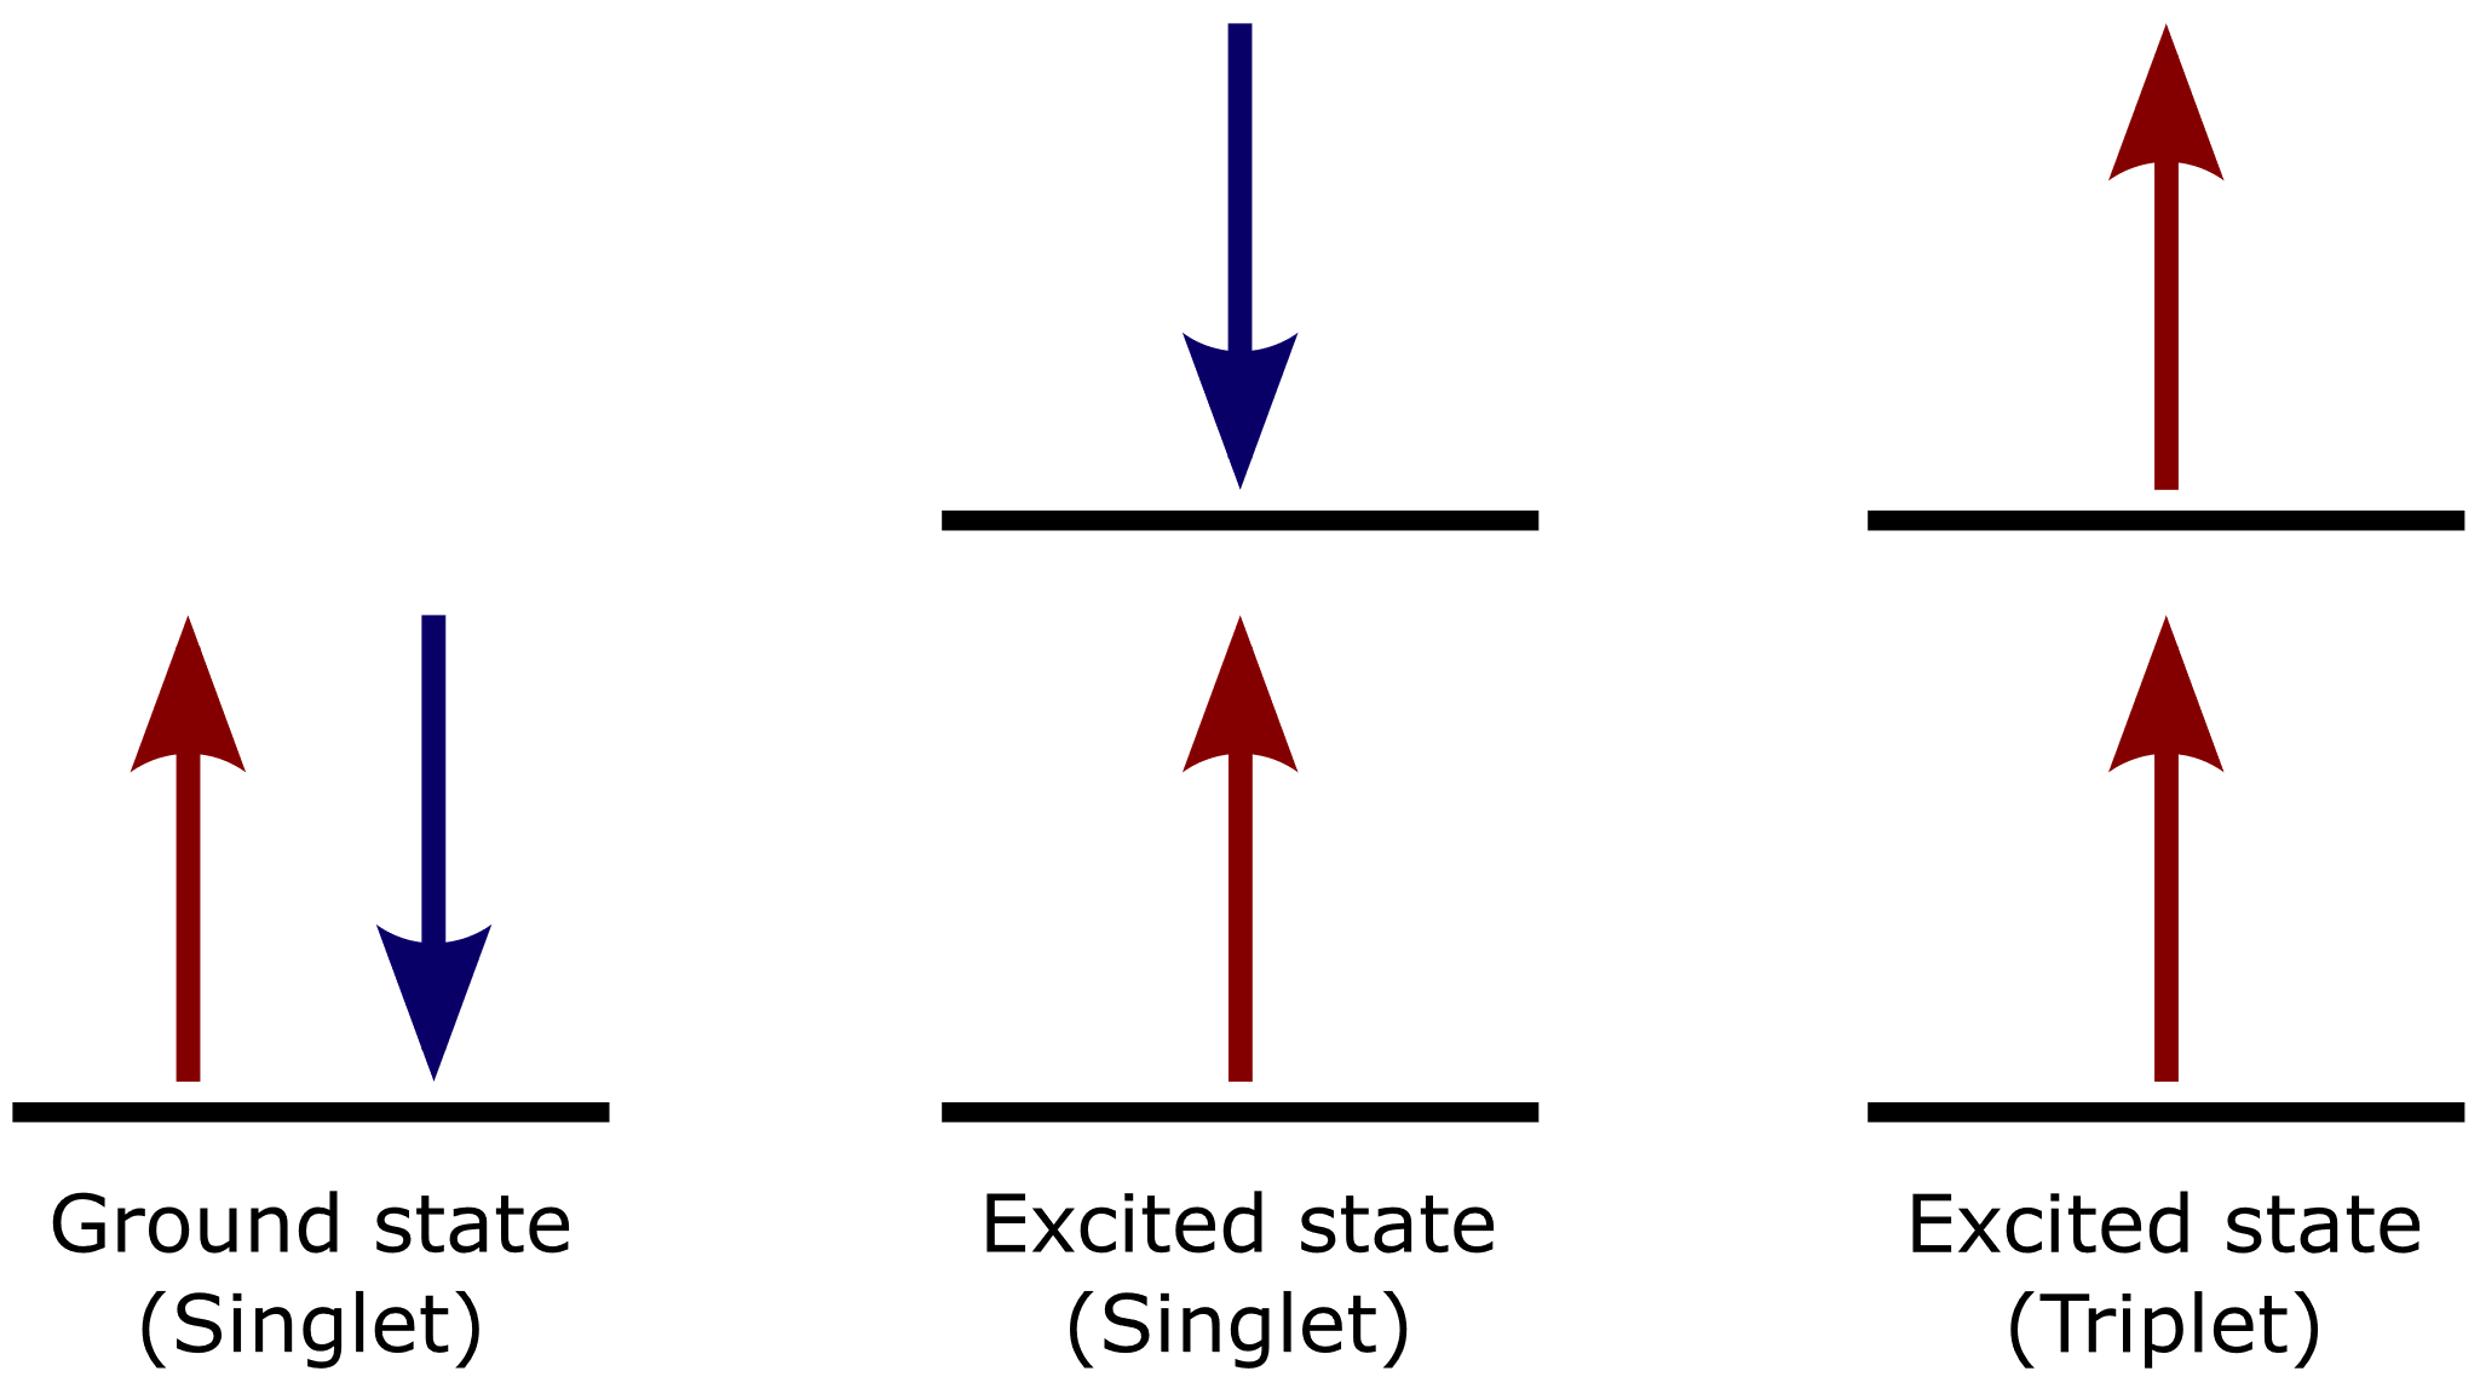 Ground state
(Singlet)
Excited state
(Singlet)
Excited state
(Triplet)